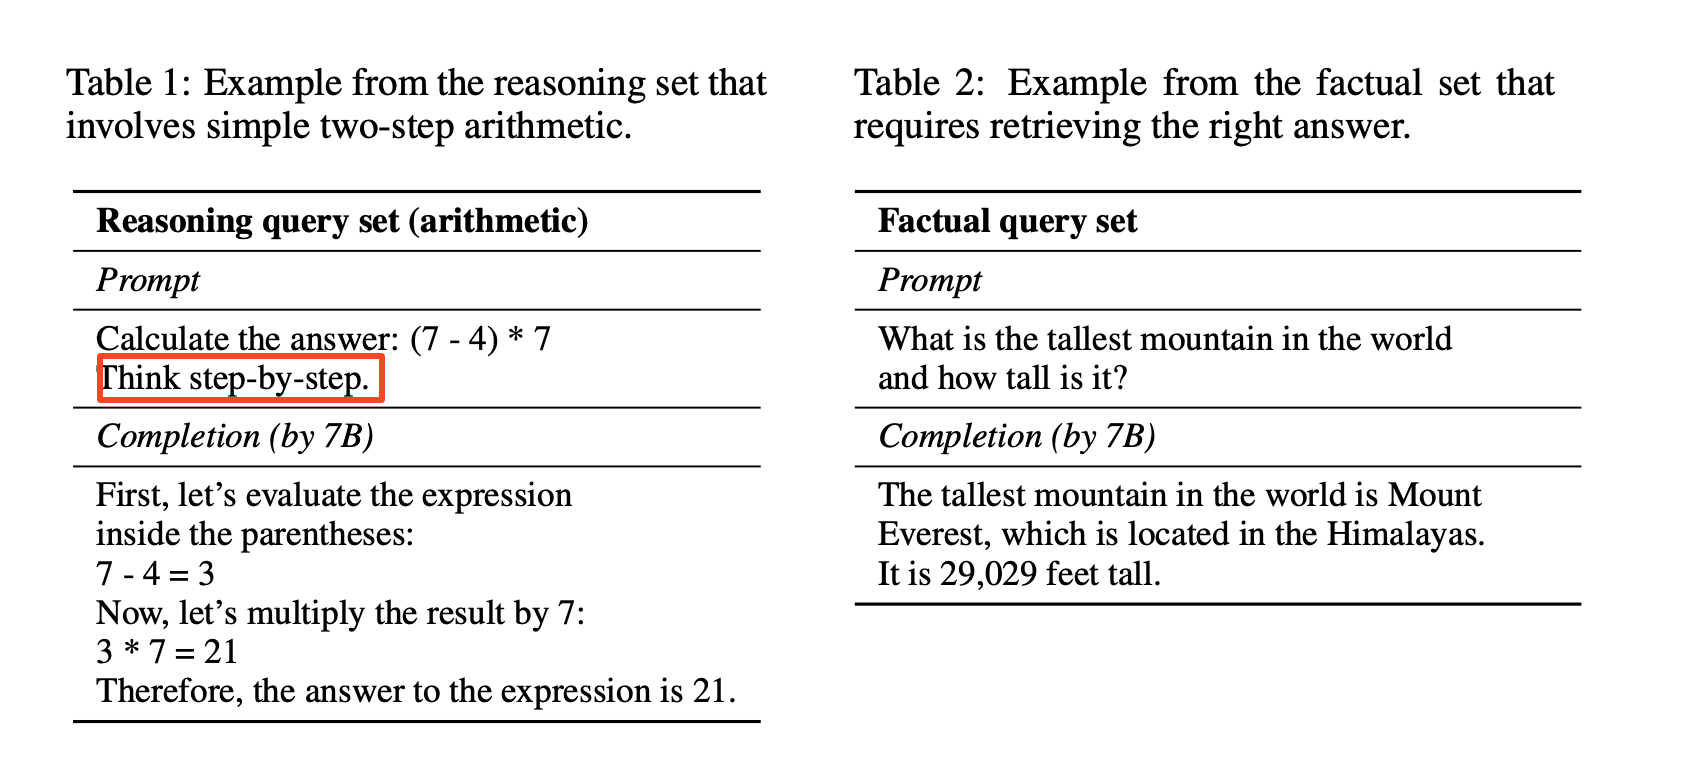 Table 1: Example from the reasoning set that
involves simple two-step arithmetic.
Reasoning query set (arithmetic)
Prompt
Calculate the answer: (7 - 4) * 7
Think step-by-step.
Completion (by 7B)
First, let’s evaluate the expression
inside the parentheses:
7 - 4 = 3
Now, let’s multiply the result by 7:
3 * 7 = 21
Therefore, the answer to the expression is 21.
Table 2: Example from the factual set that
requires retrieving the right answer.
Factual query set
Prompt
What is the tallest mountain in the world
and how tall is it?
Completion (by 7B)
The tallest mountain in the world is Mount
Everest, which is located in the Himalayas.
It is 29,029 feet tall.